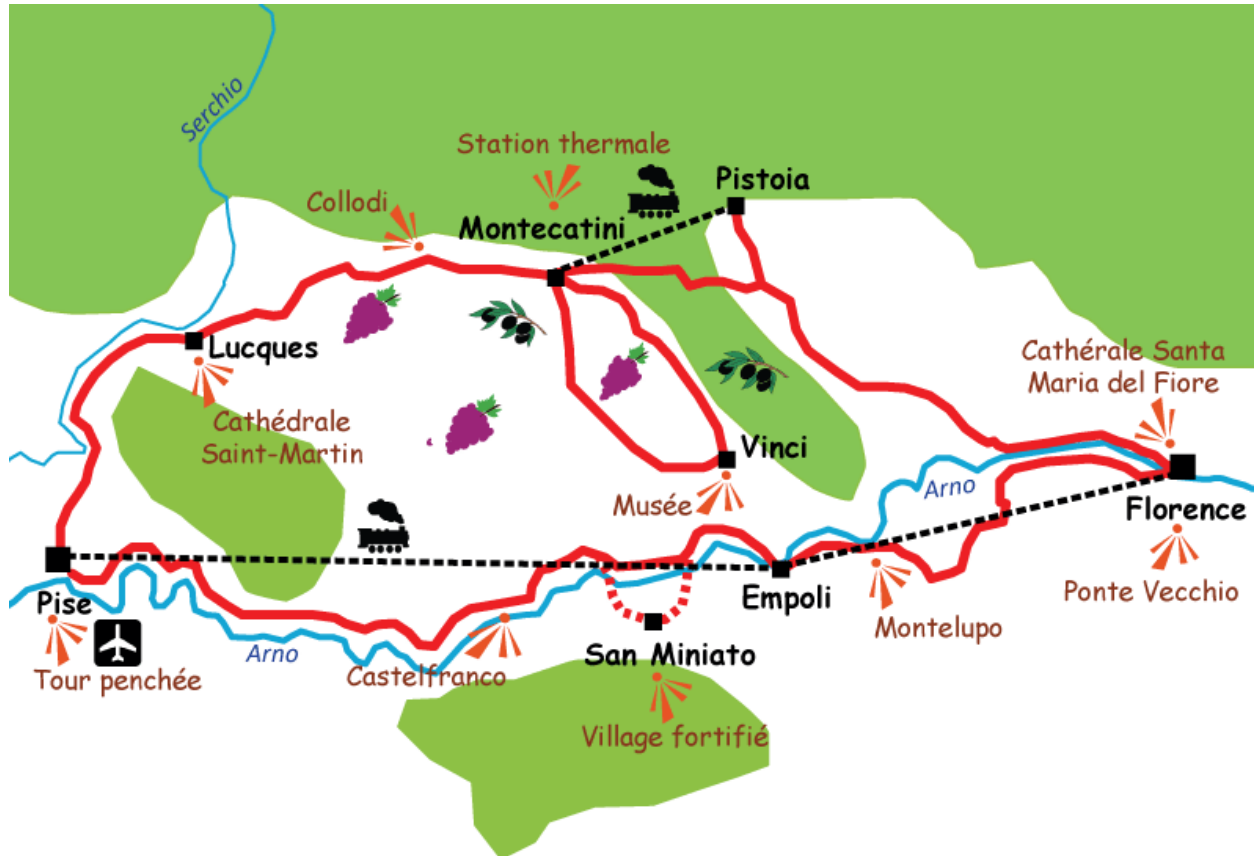 Serchio
Station thermale
Pistoia
Collodi
Montecatini
Lucques
Cathédrale
Saint-Martin
Cathérale Santa
Maria del Fiore
Vinci
Musée
Arno
Florence
Ponte Vecchio
Empoli
Montelupo
Pise
Tour penchée
Arno
Castelfranco
San Miniato
Village fortifié